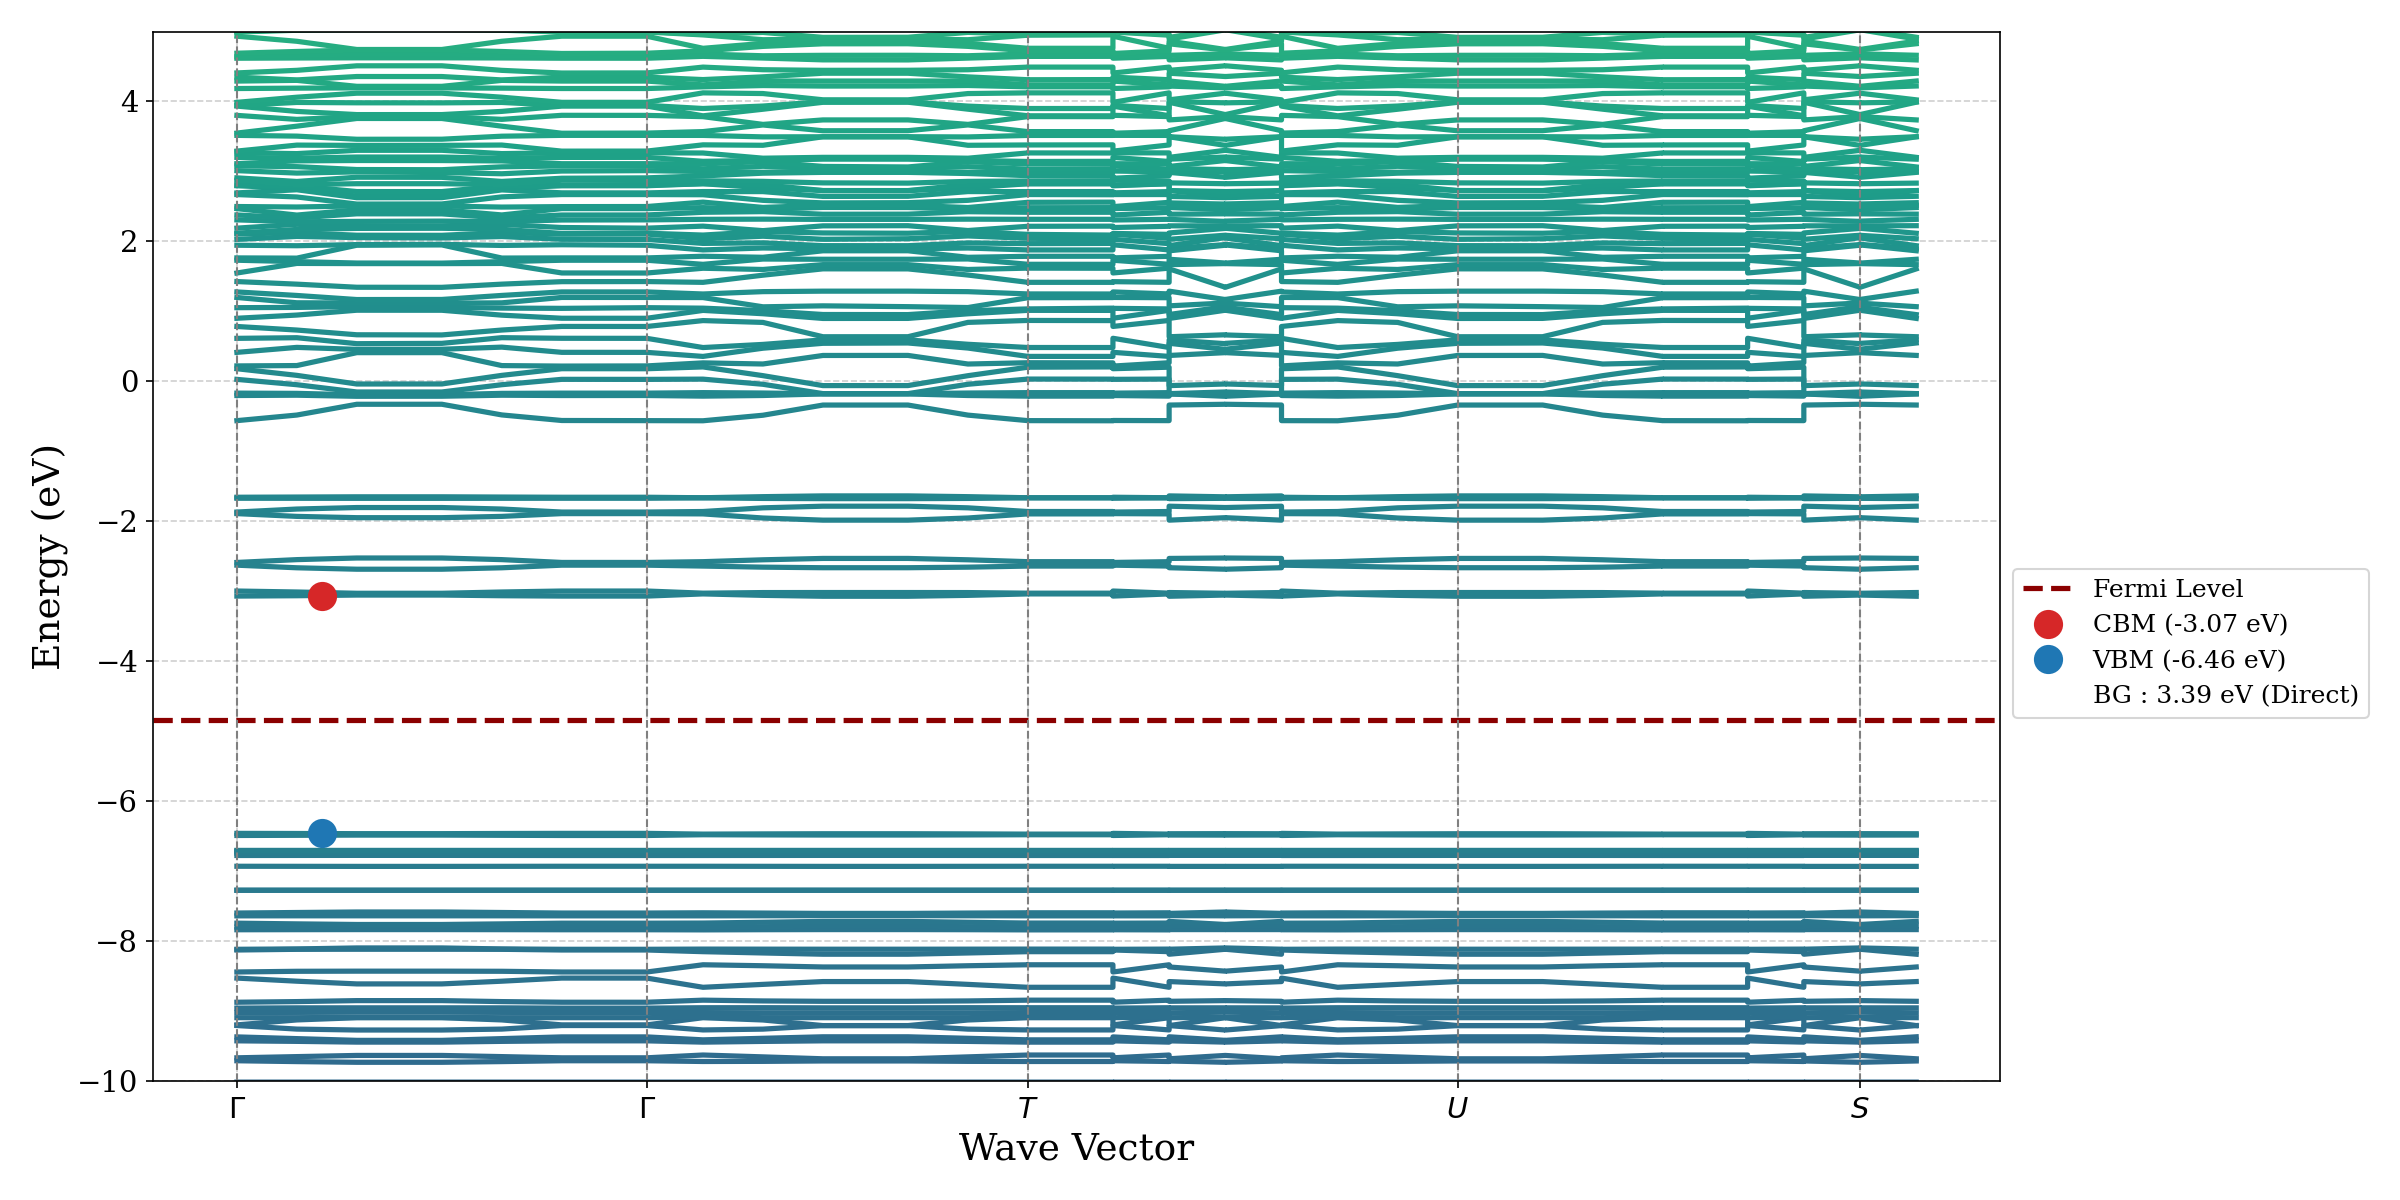 4
2
0
−2
−4
−6
−8
−10
Energy (eV)
Γ Γ T U S
Wave Vector
Fermi Level
CBM (-3.07 eV)
VBM (-6.46 eV)
BG : 3.39 eV (Direct)